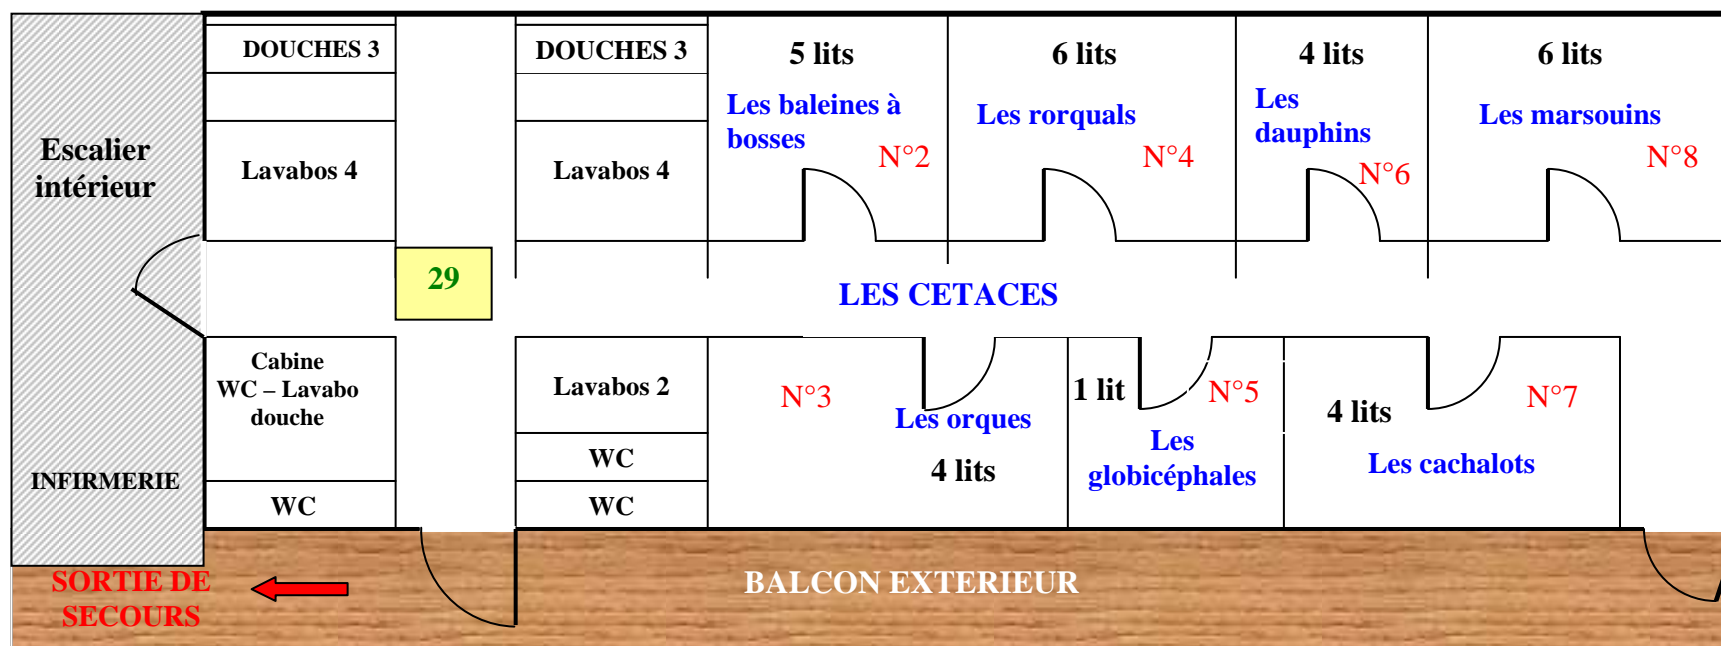 DOUCHES 3
DOUCHES 3
5 lits
6 lits
4 lits
6 lits
Les baleines à
bosses
Les rorquals
Les
dauphins
Les marsouins
Escalier
intérieur
Lavabos 4
Lavabos 4
N°2
N°4
N°6
N°8
29
LES CETACES
Cabine
WC – Lavabo
douche
Lavabos 2
N°3
Les orques
4 lits
1 lit
N°5
Les
globicéphales
4 lits
N°7
Les cachalots
INFIRMERIE
WC
WC
WC
SORTIE DE
SECOURS
BALCON EXTERIEUR